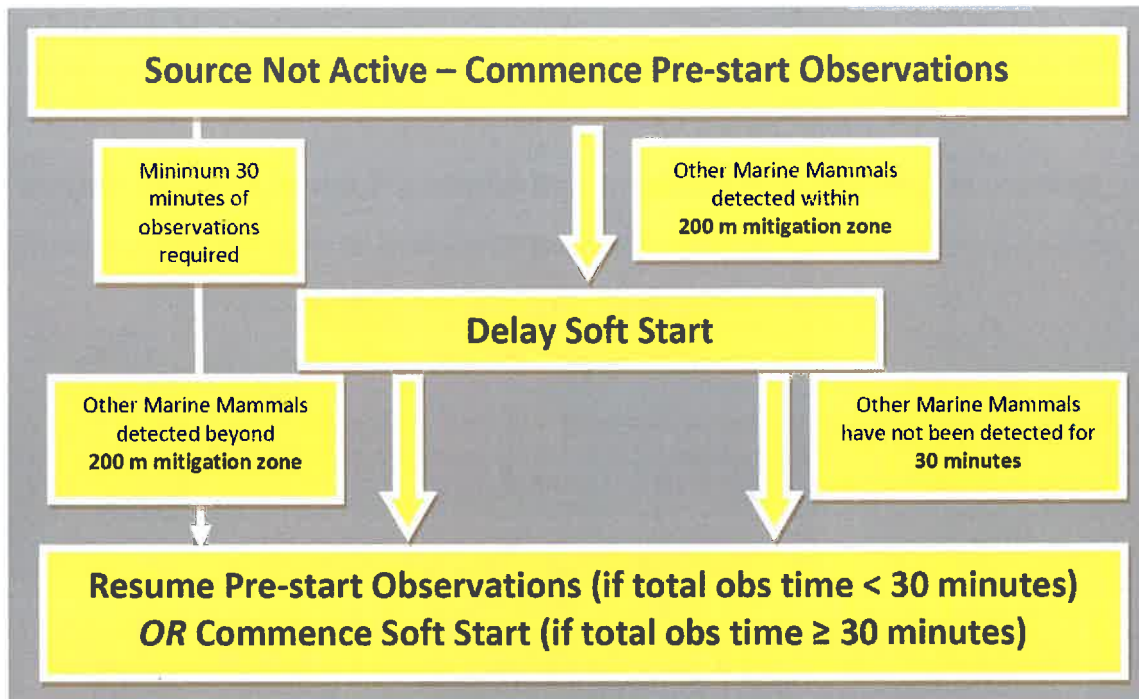 Source Not Active – Commence Pre-start Observations
Minimum 30
minutes of
observations
required
Other Marine Mammals
detected within
200 m mitigation zone
Delay Soft Start
Other Marine Mammals
detected beyond
200 m mitigation zone
Other Marine Mammals
have not been detected for
30 minutes
Resume Pre-start Observations (if total obs time < 30 minutes)
OR Commence Soft Start (if total obs time ≥ 30 minutes)